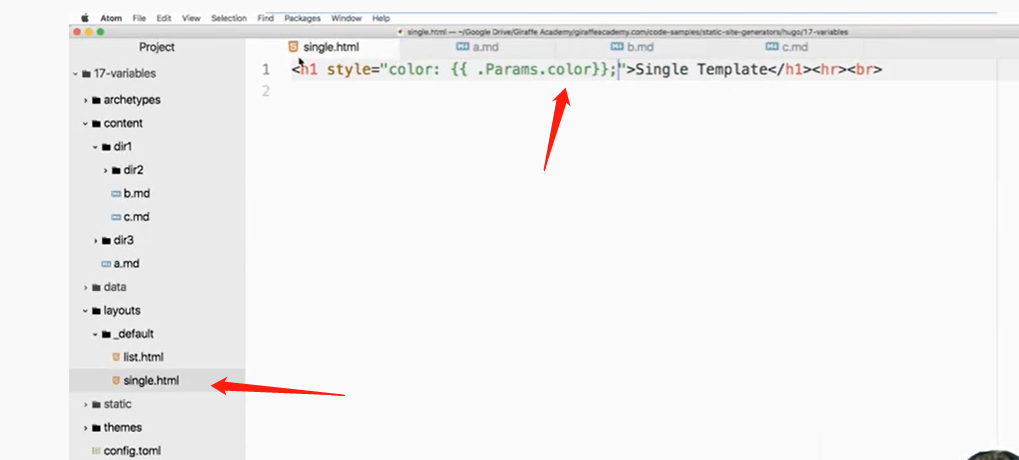 Atom File Edit View Selection Find Packages Window Help
single.html — ~/Google Drive/Giraffe Academy/giraffeacademy.com/code-samples/static-site-generators/hugo/17-variables
Project
single.html
a.md
b.md
c.md
17-variables
archetypes
content
dir1
dir2
b.md
c.md
dir3
a.md
data
layouts
_default
list.html
single.html
static
themes
config.toml
1 <h1 style="color: {{ .Params.color}};">Single Template</h1><hr><br>
2